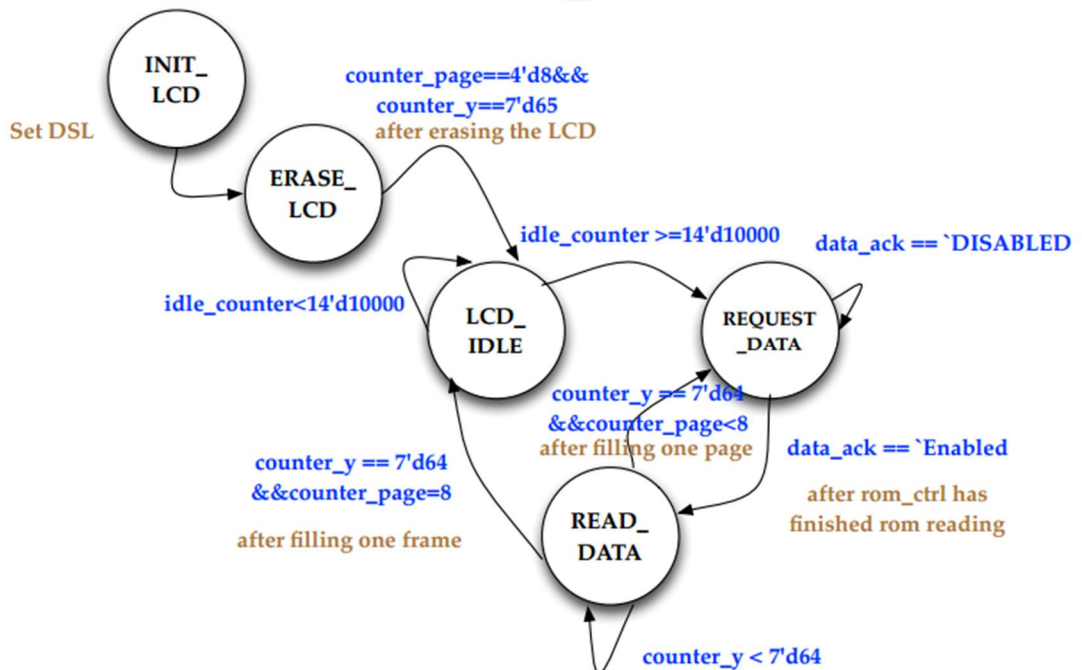 INIT_
LCD
Set DSL
counter_page==4'd8&&
counter_y==7'd65
after erasing the LCD
ERASE_
LCD
idle_counter >=14'd10000
data_ack == `DISABLED
idle_counter<14'd10000
LCD_
IDLE
REQUEST
_DATA
counter_y == 7'd64
&&counter_page<8
after filling one page
data_ack == `Enabled
after rom_ctrl has
finished rom reading
counter_y == 7'd64
&&counter_page=8
after filling one frame
READ_
DATA
counter_y < 7'd64